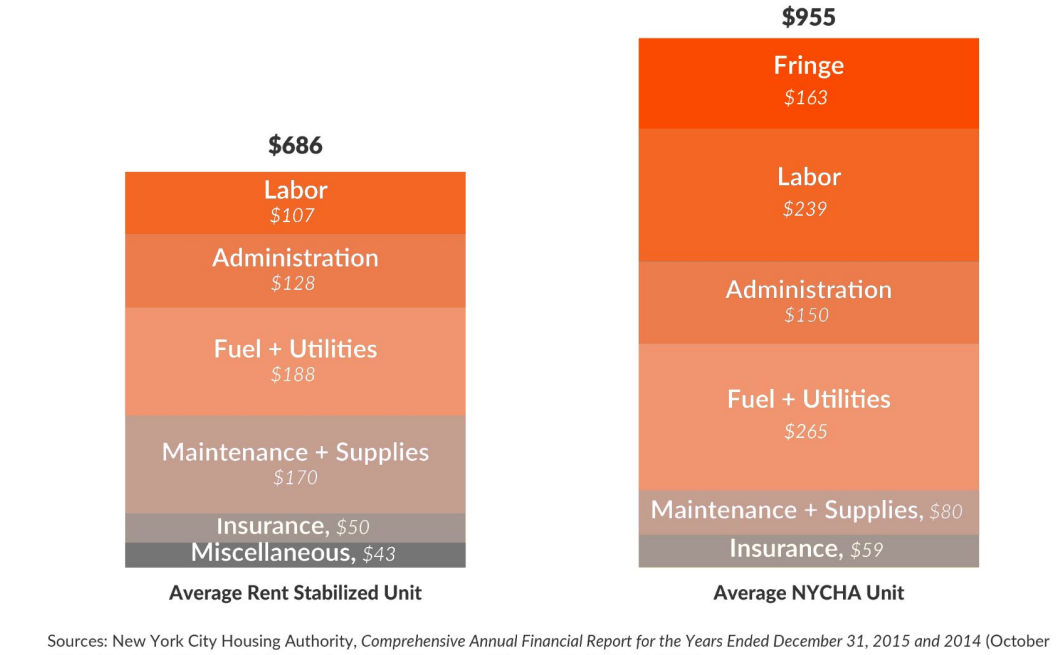 $686
Labor
$107
Administration
$128
Fuel + Utilities
$188
Maintenance + Supplies
$170
Insurance, $50
Miscellaneous, $43
Average Rent Stabilized Unit
$955
Fringe
$163
Labor
$239
Administration
$150
Fuel + Utilities
$265
Maintenance + Supplies, $80
Insurance, $59
Average NYCHA Unit
Sources: New York City Housing Authority, Comprehensive Annual Financial Report for the Years Ended December 31, 2015 and 2014 (October